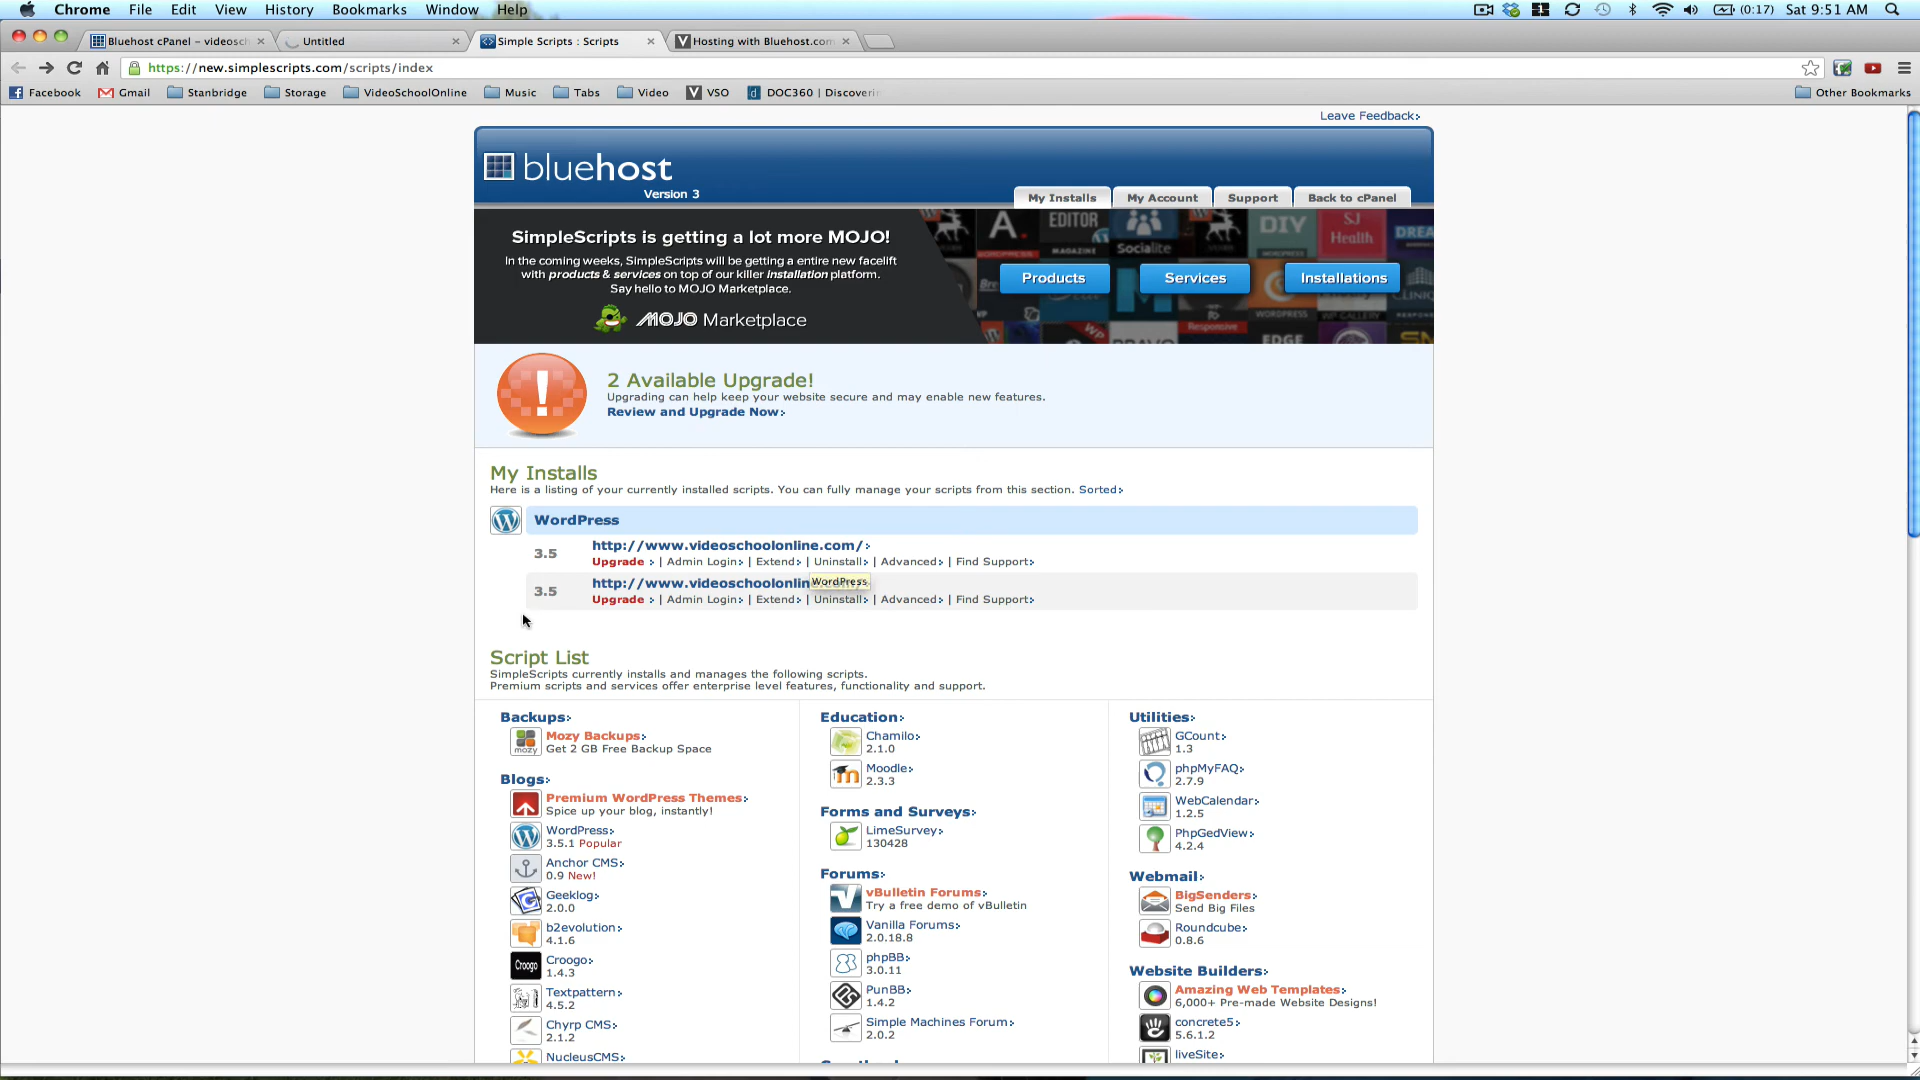 Chrome File Edit View History Bookmarks Window Help
(0:17) Sat 9:51 AM
Bluehost cPanel – videosch
Untitled
Simple Scripts : Scripts
Hosting with Bluehost.com
https://new.simplescripts.com/scripts/index
Facebook Gmail Stanbridge Storage VideoSchoolOnline Music Tabs Video VSO DOC360 | Discoveri
Other Bookmarks
Leave Feedback
bluehost
Version 3
My Installs My Account Support Back to cPanel
SimpleScripts is getting a lot more MOJO!
In the coming weeks, SimpleScripts will be getting a entire new facelift
with products & services on top of our killer installation platform.
Say hello to MOJO Marketplace.
MOJO Marketplace
Products Services Installations
EDITOR
MAGAZINE
Socialite
DIY
SJ
Health
WORDPRESS
Responsive
EDGE
2 Available Upgrade!
Upgrading can help keep your website secure and may enable new features.
Review and Upgrade Now
My Installs
Here is a listing of your currently installed scripts. You can fully manage your scripts from this section. Sorted
WordPress
3.5
http://www.videoschoolonline.com/
Upgrade | Admin Login | Extend | Uninstall | Advanced | Find Support
3.5
http://www.videoschoolonlin
WordPress
Upgrade | Admin Login | Extend | Uninstall | Advanced | Find Support
Script List
SimpleScripts currently installs and manages the following scripts.
Premium scripts and services offer enterprise level features, functionality and support.
Backups
mozy
Mozy Backups
Get 2 GB Free Backup Space
Blogs
Premium WordPress Themes
Spice up your blog, instantly!
WordPress
3.5.1 Popular
Anchor CMS
0.9 New!
Geeklog
2.0.0
b2evolution
4.1.6
Croogo
Croogo
1.4.3
Textpattern
4.5.2
Chyrp CMS
2.1.2
NucleusCMS
Education
Chamilo
2.1.0
Moodle
2.3.3
Forms and Surveys
LimeSurvey
130428
Forums
vBulletin Forums
Try a free demo of vBulletin
Vanilla Forums
2.0.18.8
phpBB
3.0.11
PunBB
1.4.2
Simple Machines Forum
2.0.2
Utilities
GCount
1.3
phpMyFAQ
2.7.9
WebCalendar
1.2.5
PhpGedView
4.2.4
Webmail
BigSenders
Send Big Files
Roundcube
0.8.6
Website Builders
Amazing Web Templates
6,000+ Pre-made Website Designs!
concrete5
5.6.1.2
liveSite